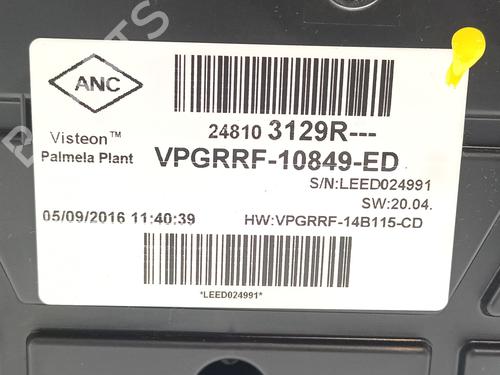 ANC
24810 3129R---
Visteon™
Palmela Plant
VPGRRF-10849-ED
S/N:LEED024991
SW:20.04.
05/09/2016 11:40:39
HW:VPGRRF-14B115-CD
*LEED024991*